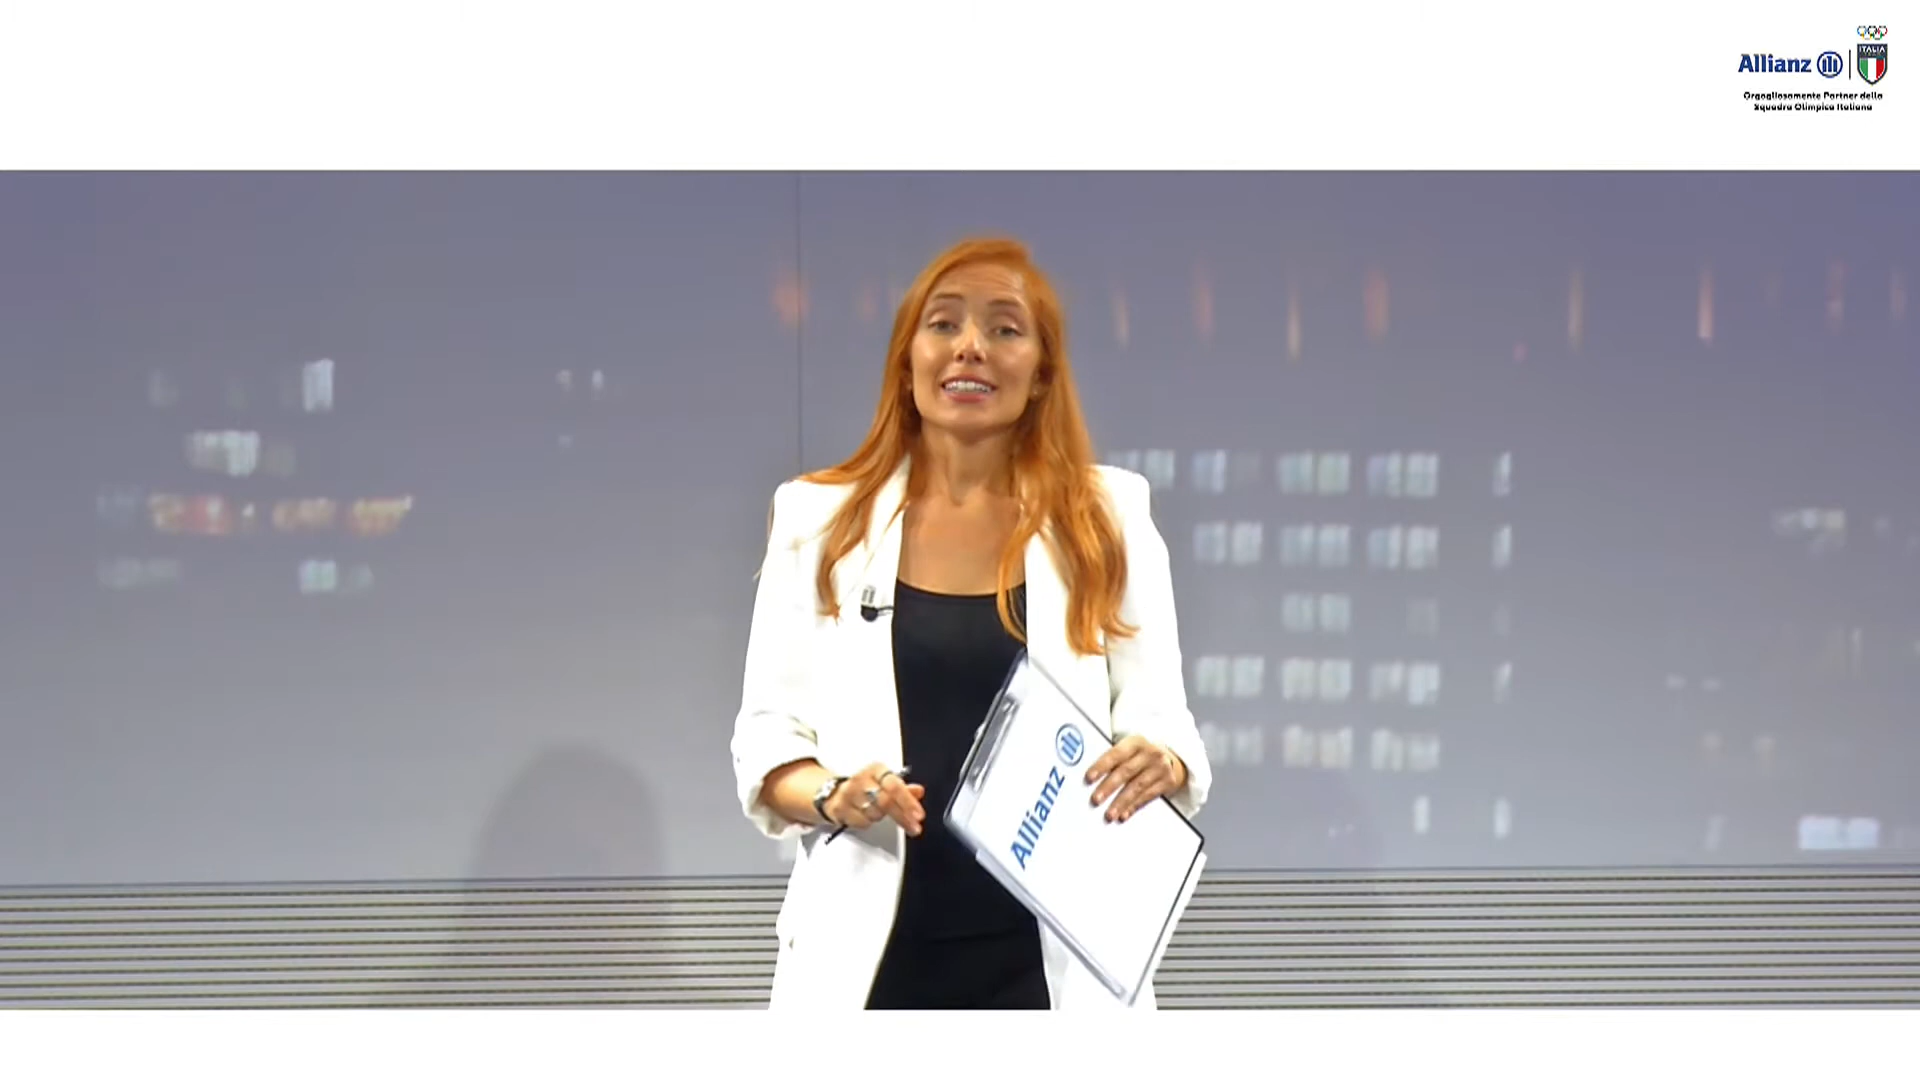 Allianz
ITALIA
Orgogliosamente Partner della
Squadra Olimpica Italiana
Allianz